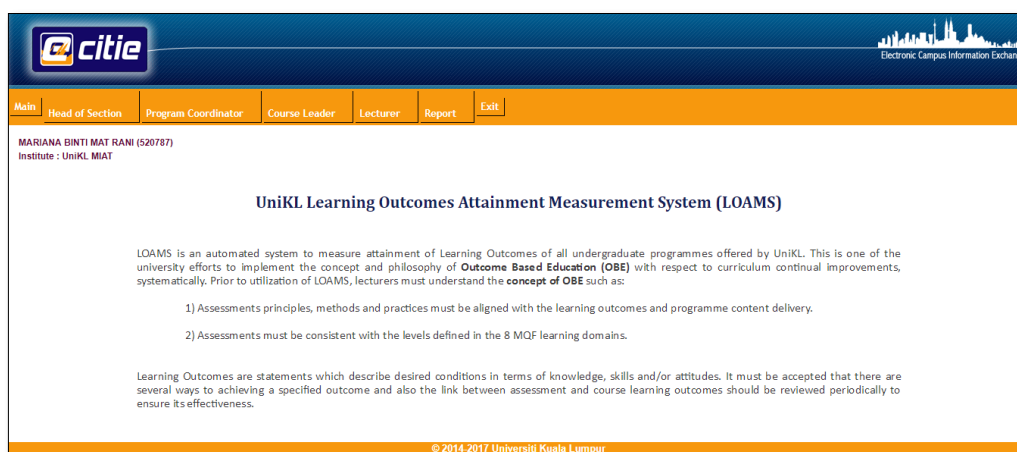 e citie
Electronic Campus Information Exchan
Main Head of Section Program Coordinator Course Leader Lecturer Report Exit
MARIANA BINTI MAT RANI (520787)
Institute : UniKL MIAT
UniKL Learning Outcomes Attainment Measurement System (LOAMS)
LOAMS is an automated system to measure attainment of Learning Outcomes of all undergraduate programmes offered by UniKL. This is one of the
university efforts to implement the concept and philosophy of Outcome Based Education (OBE) with respect to curriculum continual improvements,
systematically. Prior to utilization of LOAMS, lecturers must understand the concept of OBE such as:
1) Assessments principles, methods and practices must be aligned with the learning outcomes and programme content delivery.
2) Assessments must be consistent with the levels defined in the 8 MQF learning domains.
Learning Outcomes are statements which describe desired conditions in terms of knowledge, skills and/or attitudes. It must be accepted that there are
several ways to achieving a specified outcome and also the link between assessment and course learning outcomes should be reviewed periodically to
ensure its effectiveness.
© 2014-2017 Universiti Kuala Lumpur